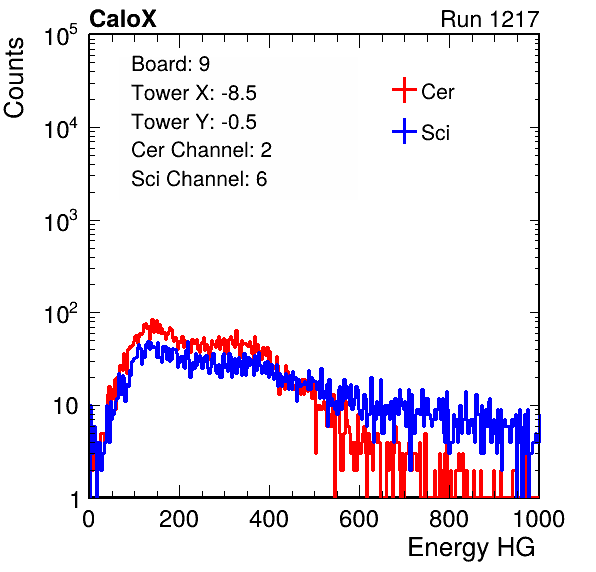 CaloX Run 1217
Counts
10^5
10^4
10^3
10^2
10
1
Board: 9
Tower X: -8.5
Tower Y: -0.5
Cer Channel: 2
Sci Channel: 6
Cer
Sci
0 200 400 600 800 1000
Energy HG